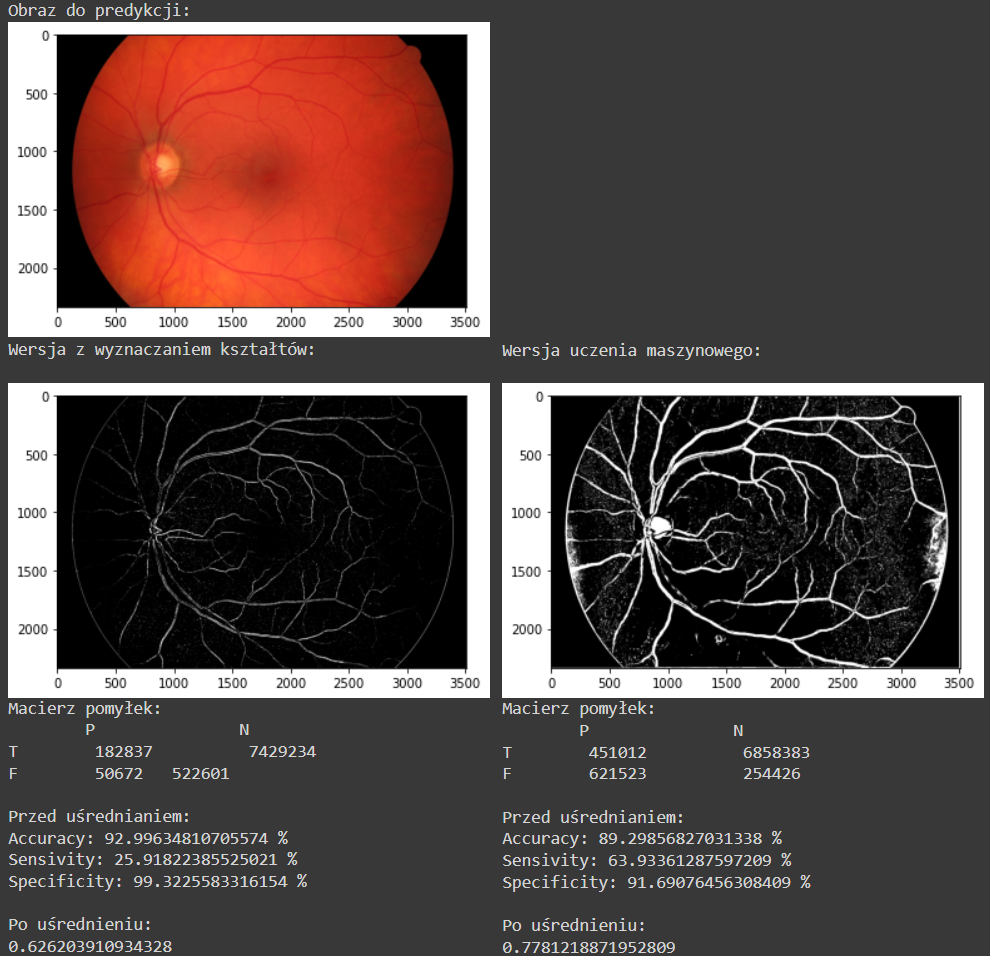 Obraz do predykcji:
0
500
1000
1500
2000
0 500 1000 1500 2000 2500 3000 3500
Wersja z wyznaczaniem kształtów:
0
500
1000
1500
2000
0 500 1000 1500 2000 2500 3000 3500
Macierz pomyłek:
P N
T 182837 7429234
F 50672 522601
Przed uśrednianiem:
Accuracy: 92.99634810705574 %
Sensivity: 25.91822385525021 %
Specificity: 99.3225583316154 %
Po uśrednieniu:
0.626203910934328
Wersja uczenia maszynowego:
0
500
1000
1500
2000
0 500 1000 1500 2000 2500 3000 3500
Macierz pomyłek:
P N
T 451012 6858383
F 621523 254426
Przed uśrednianiem:
Accuracy: 89.29856827031338 %
Sensivity: 63.93361287597209 %
Specificity: 91.69076456308409 %
Po uśrednieniu:
0.7781218871952809